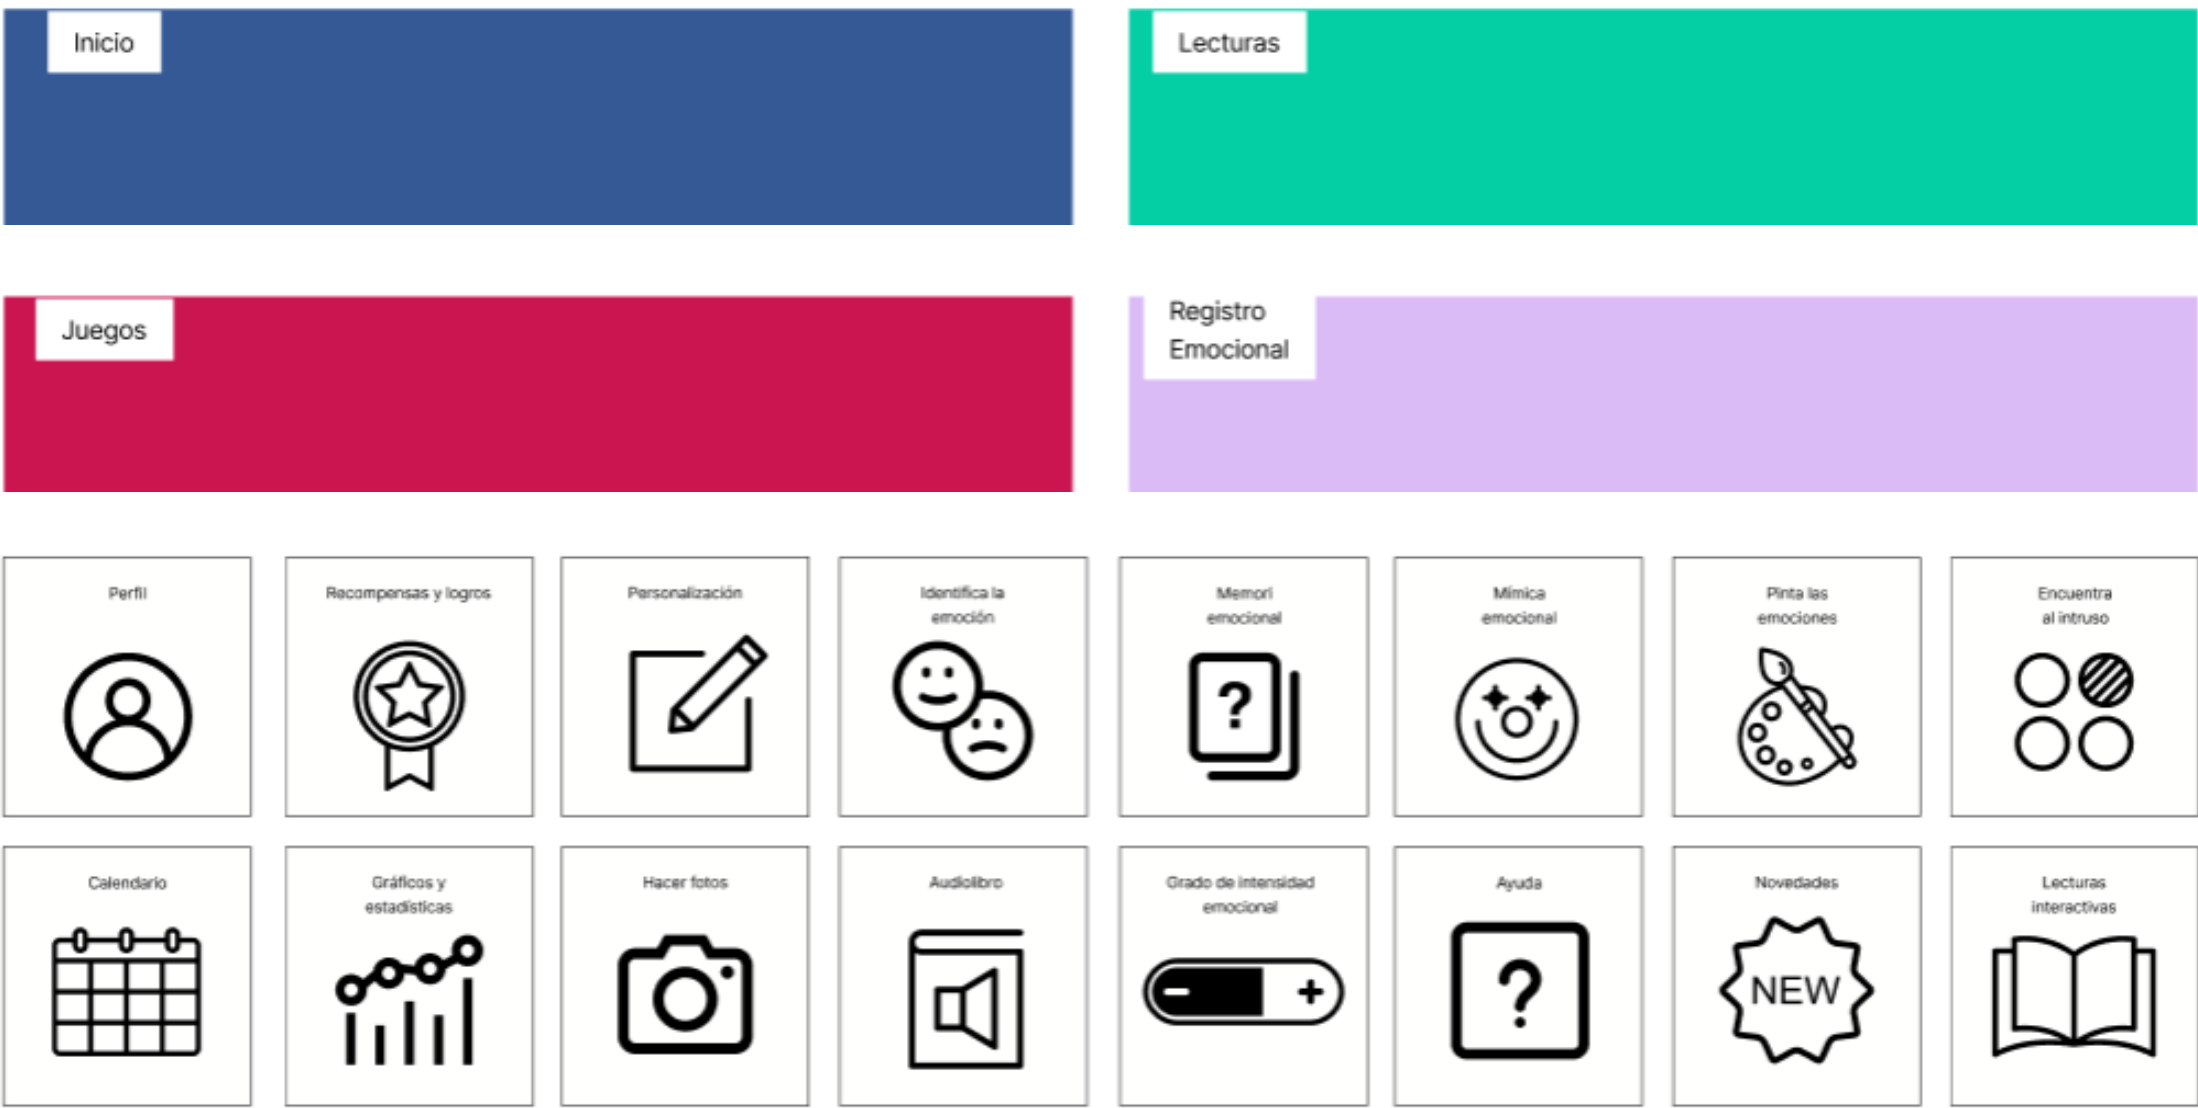 Inicio
Lecturas
Juegos
Registro
Emocional
Perfil
Recompensas y logros
Personalización
Identifica la
emoción
Memori
emocional
?
Mímica
emocional
Pinta las
emociones
Encuentra
al intruso
Calendario
Gráficos y
estadísticas
Hacer fotos
Audiolibro
Grado de intensidad
emocional
- +
Ayuda
?
Novedades
NEW
Lecturas
interactivas